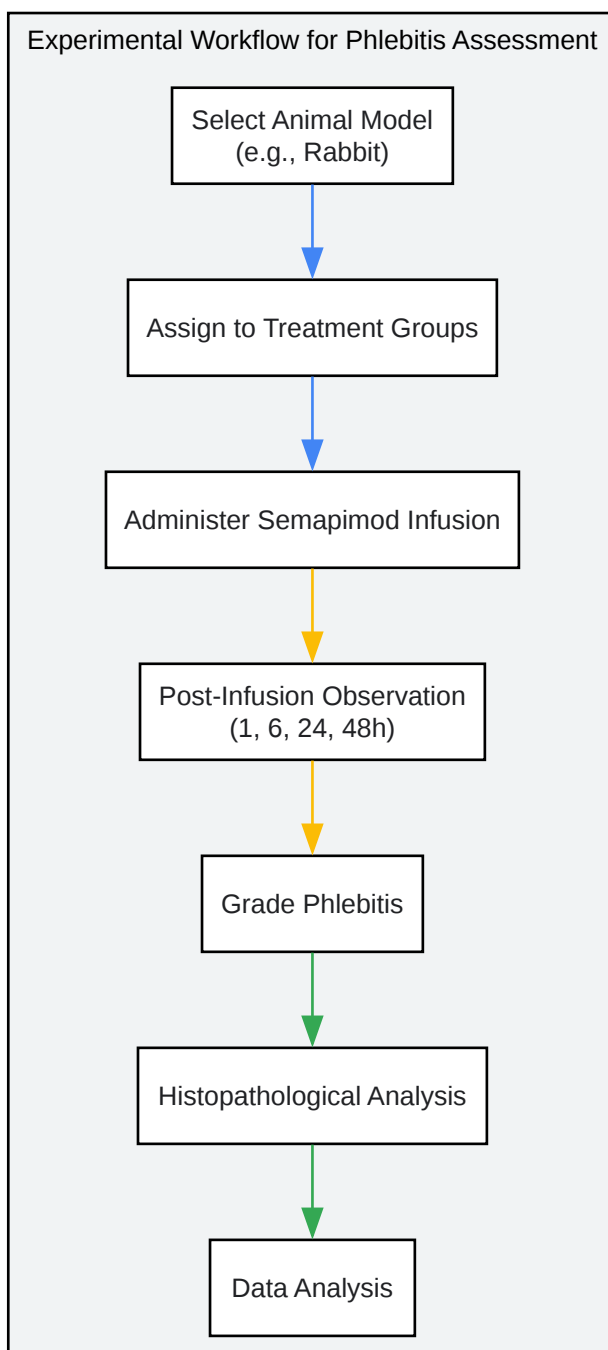 Experimental Workflow for Phlebitis Assessment
Select Animal Model
(e.g., Rabbit)
Assign to Treatment Groups
Administer Semapimod Infusion
Post-Infusion Observation
(1, 6, 24, 48h)
Grade Phlebitis
Histopathological Analysis
Data Analysis